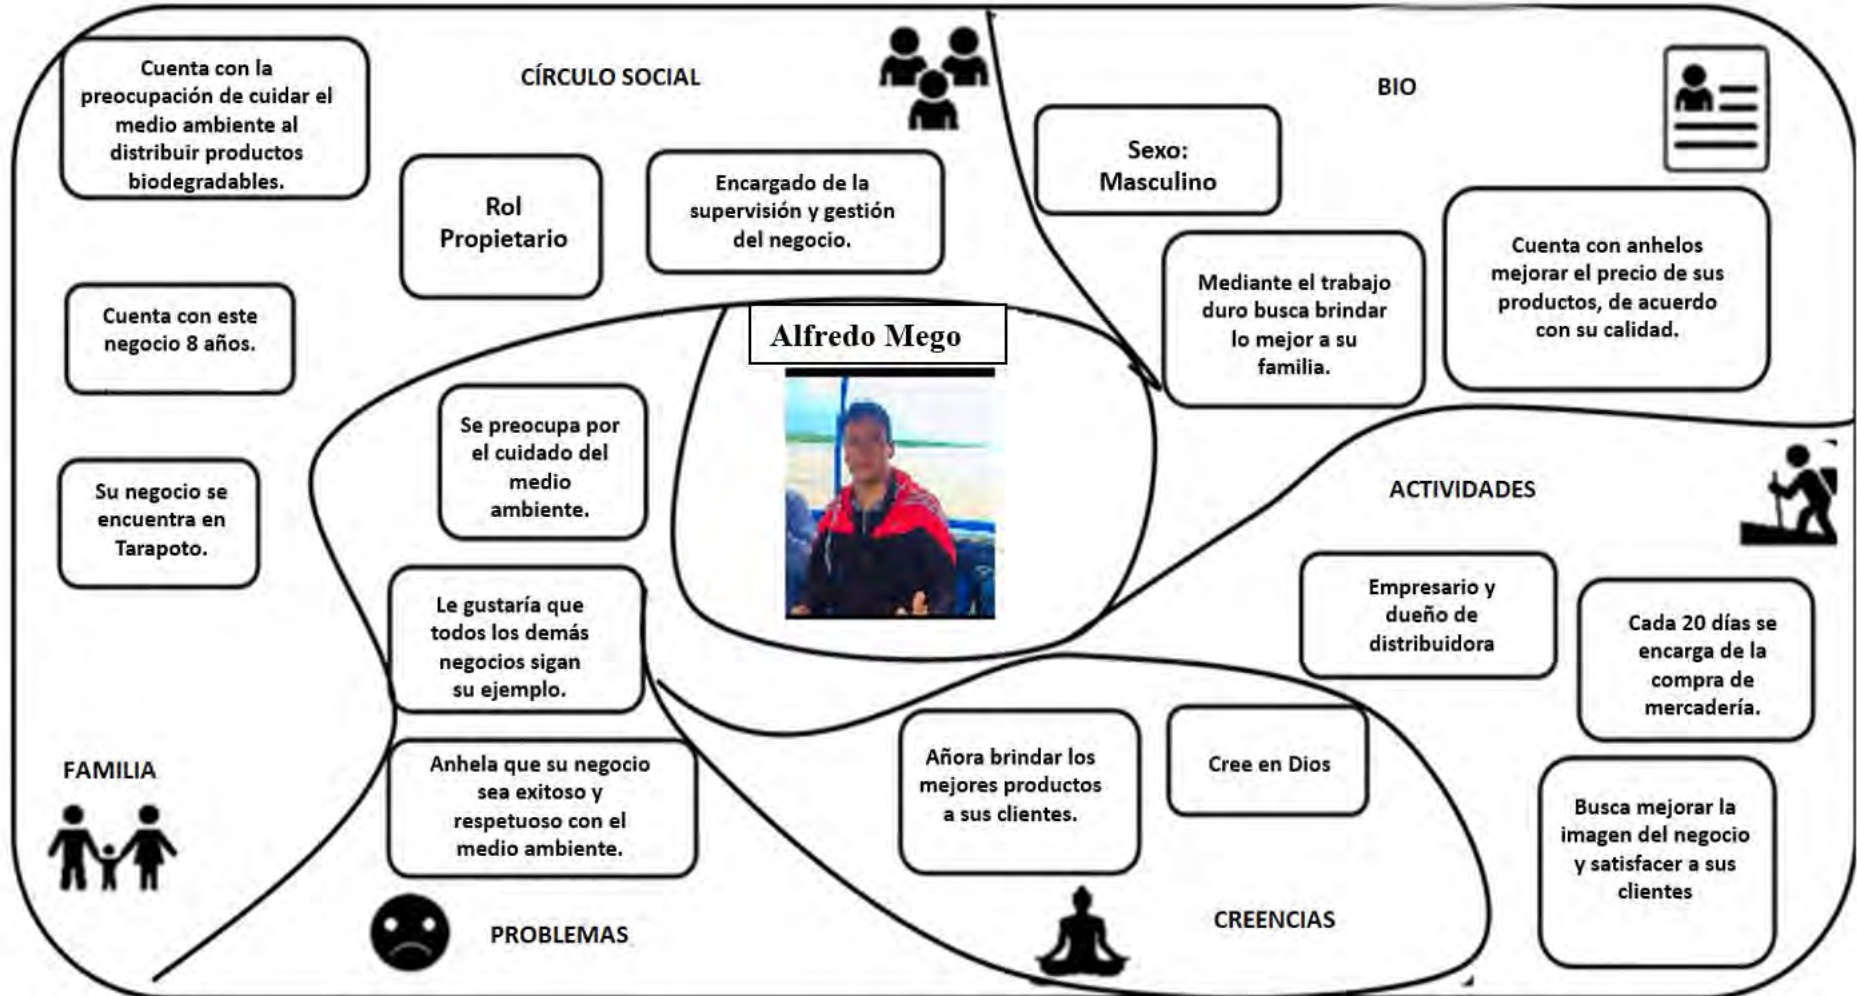 CÍRCULO SOCIAL
Cuenta con la
preocupación de cuidar el
medio ambiente al
distribuir productos
biodegradables.
Rol
Propietario
Encargado de la
supervisión y gestión
del negocio.
Cuenta con este
negocio 8 años.
Su negocio se
encuentra en
Tarapoto.
FAMILIA
BIO
Sexo:
Masculino
Mediante el trabajo
duro busca brindar
lo mejor a su
familia.
Cuenta con anhelos
mejorar el precio de sus
productos, de acuerdo
con su calidad.
Alfredo Mego
Se preocupa por
el cuidado del
medio
ambiente.
Le gustaría que
todos los demás
negocios sigan
su ejemplo.
Anhela que su negocio
sea exitoso y
respetuoso con el
medio ambiente.
PROBLEMAS
ACTIVIDADES
Empresario y
dueño de
distribuidora
Cada 20 días se
encarga de la
compra de
mercadería.
Busca mejorar la
imagen del negocio
y satisfacer a sus
clientes
Añora brindar los
mejores productos
a sus clientes.
Cree en Dios
CREENCIAS